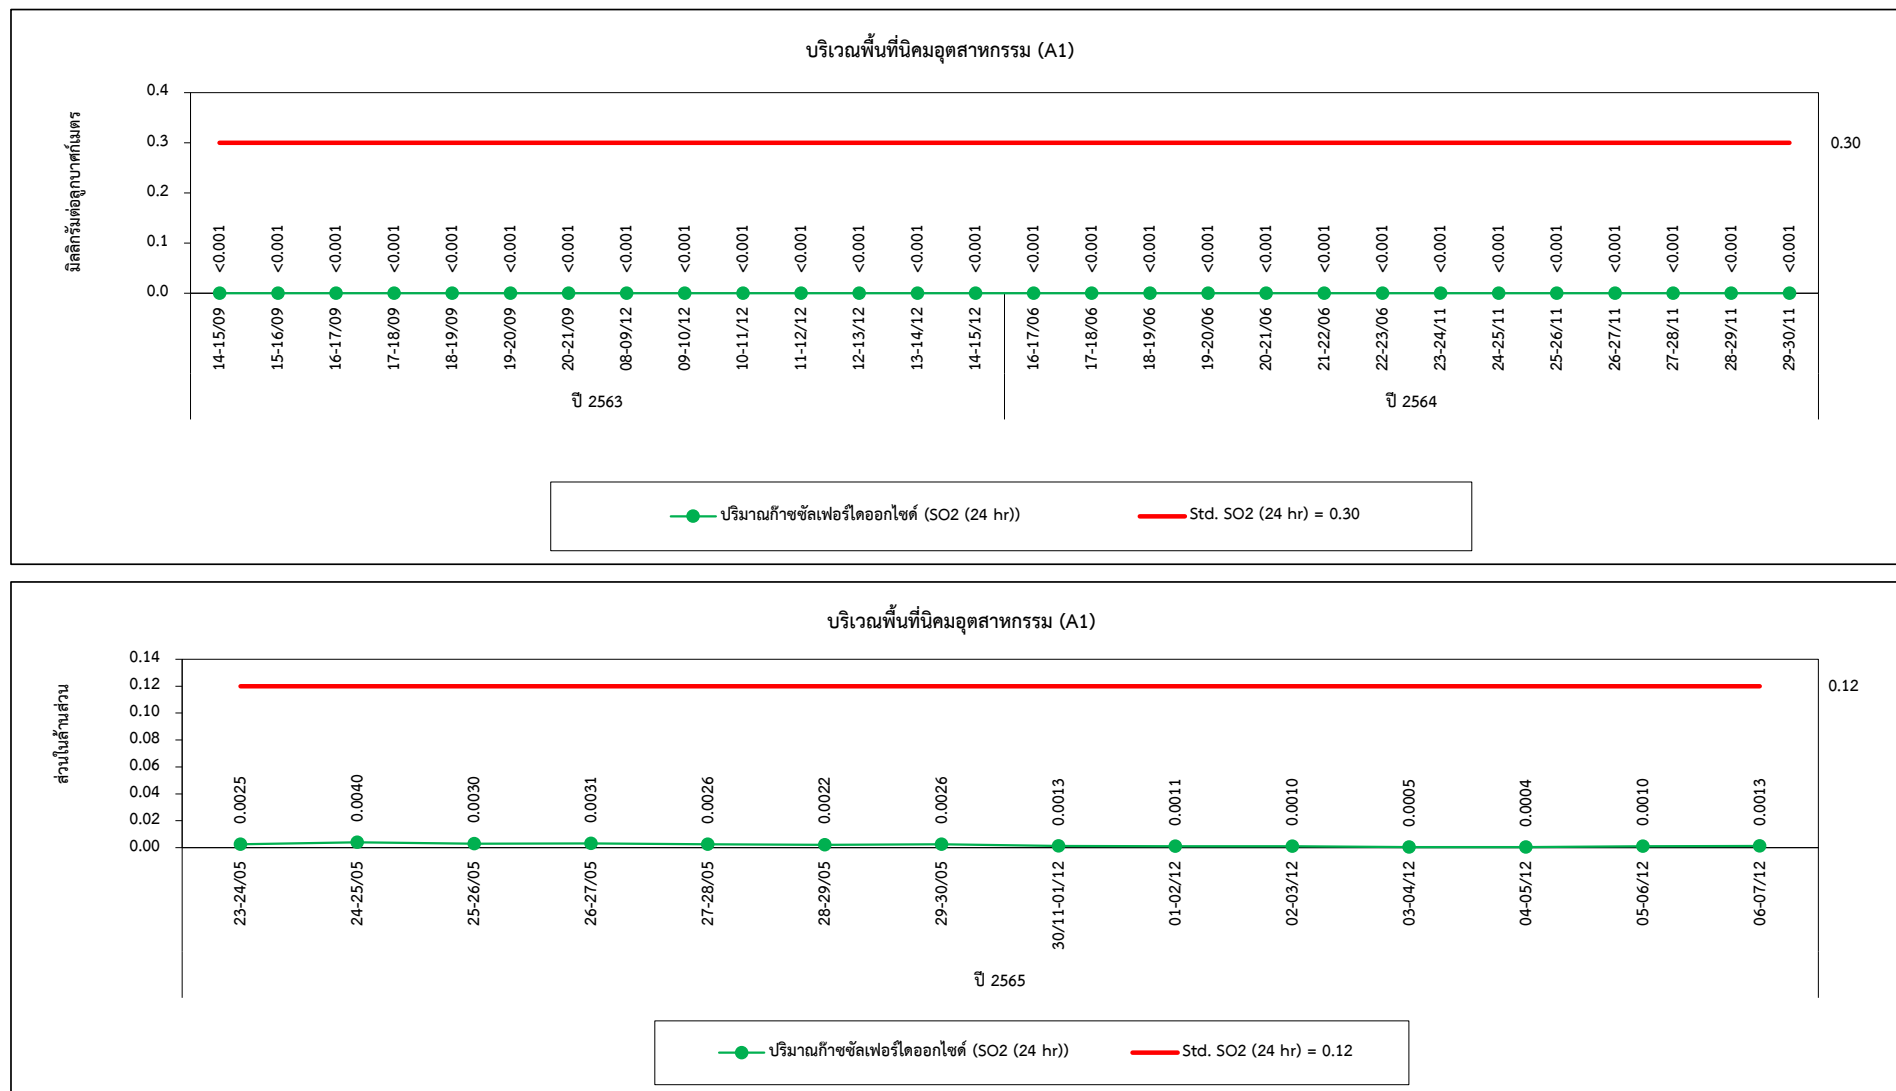 บริเวณพื้นที่นิคมอุตสาหกรรม (A1)
มิลลิกรัมต่อลูกบาศก์เมตร
0.4
0.3
0.2
0.1
0.0
0.30
<0.001 <0.001 <0.001 <0.001 <0.001 <0.001 <0.001 <0.001 <0.001 <0.001 <0.001 <0.001 <0.001 <0.001 <0.001 <0.001 <0.001 <0.001 <0.001 <0.001 <0.001 <0.001 <0.001 <0.001 <0.001 <0.001 <0.001 <0.001
14-15/09 15-16/09 16-17/09 17-18/09 18-19/09 19-20/09 20-21/09 08-09/12 09-10/12 10-11/12 11-12/12 12-13/12 13-14/12 14-15/12 16-17/06 17-18/06 18-19/06 19-20/06 20-21/06 21-22/06 22-23/06 23-24/11 24-25/11 25-26/11 26-27/11 27-28/11 28-29/11 29-30/11
ปี 2563 ปี 2564
ปริมาณก๊าซซัลเฟอร์ไดออกไซด์ (SO2 (24 hr)) Std. SO2 (24 hr) = 0.30
บริเวณพื้นที่นิคมอุตสาหกรรม (A1)
ส่วนในล้านส่วน
0.14
0.12
0.10
0.08
0.06
0.04
0.02
0.00
0.12
0.0025 0.0040 0.0030 0.0031 0.0026 0.0022 0.0026 0.0013 0.0011 0.0010 0.0005 0.0004 0.0010 0.0013
23-24/05 24-25/05 25-26/05 26-27/05 27-28/05 28-29/05 29-30/05 30/11-01/12 01-02/12 02-03/12 03-04/12 04-05/12 05-06/12 06-07/12
ปี 2565
ปริมาณก๊าซซัลเฟอร์ไดออกไซด์ (SO2 (24 hr)) Std. SO2 (24 hr) = 0.12